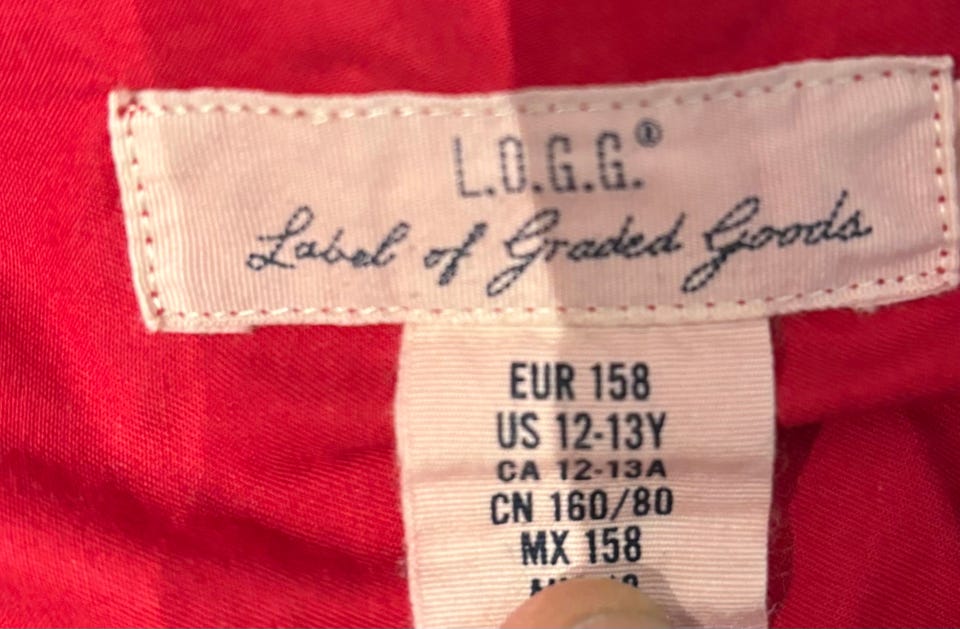 L.O.G.G.®
Label of Graded Goods
EUR 158
US 12-13Y
CA 12-13A
CN 160/80
MX 158